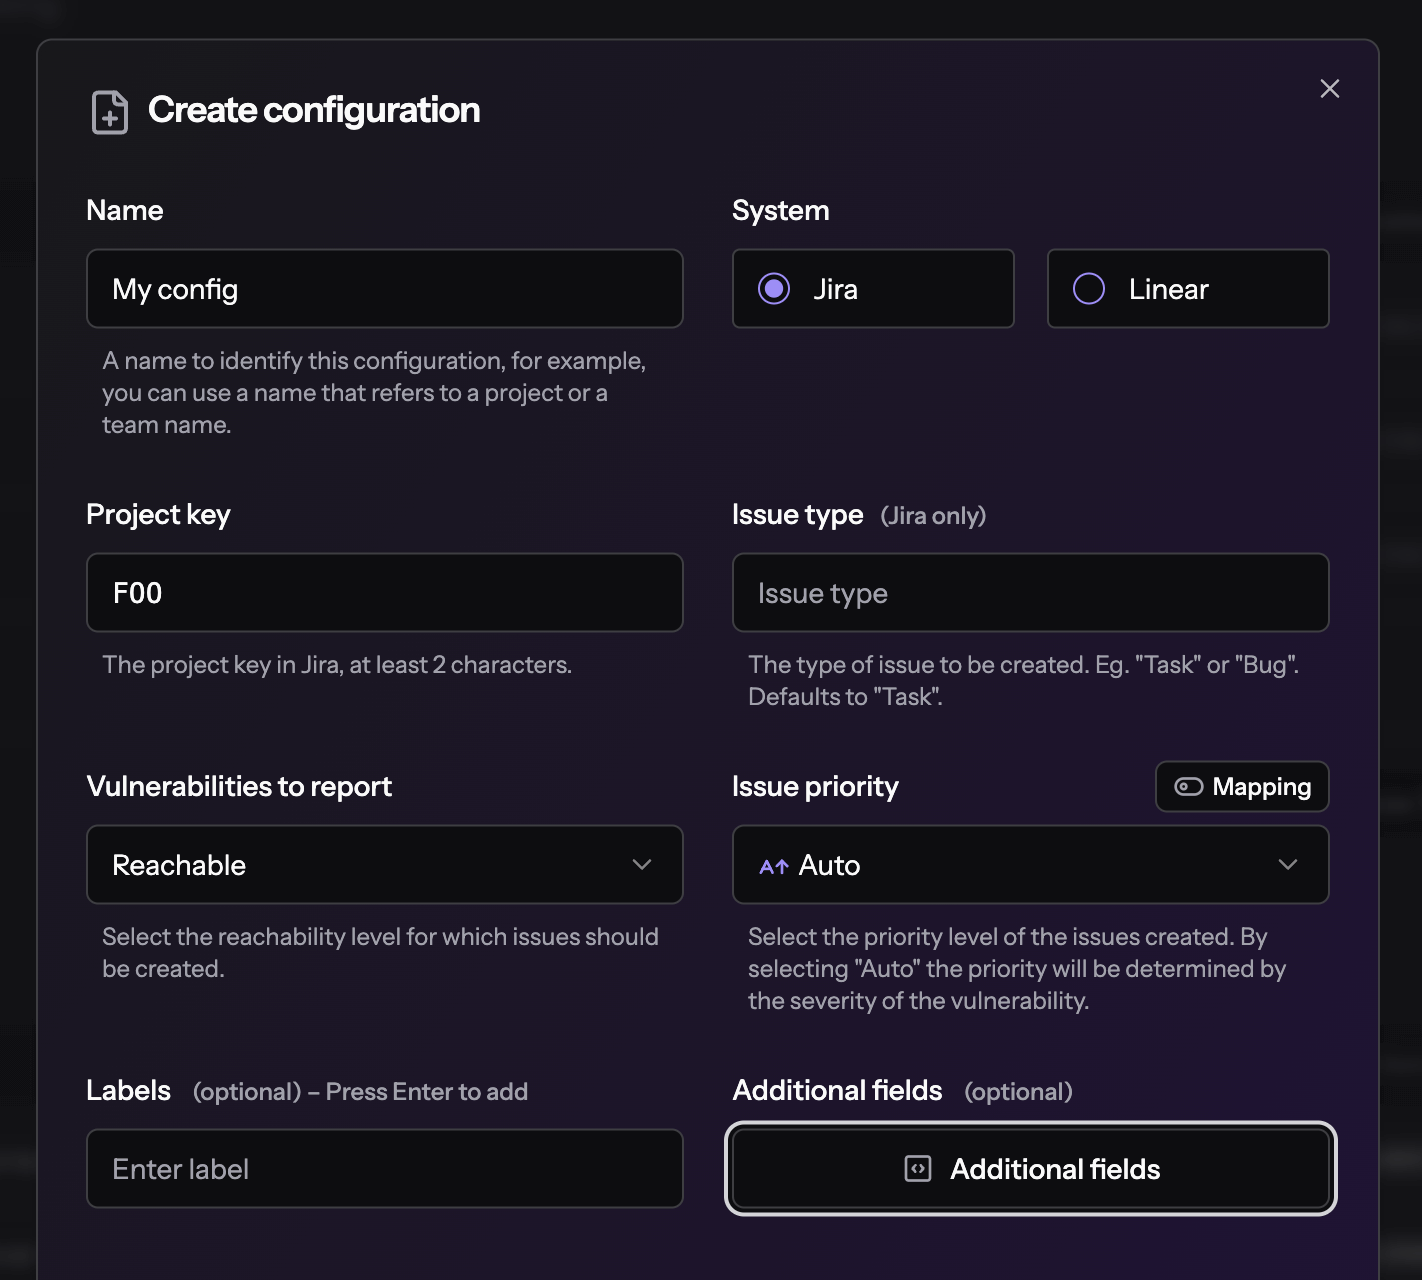 Create configuration
Name
System
My config
Jira
Linear
A name to identify this configuration, for example,
you can use a name that refers to a project or a
team name.
Project key
Issue type (Jira only)
F00
Issue type
The project key in Jira, at least 2 characters.
The type of issue to be created. Eg. "Task" or "Bug".
Defaults to "Task".
Vulnerabilities to report
Issue priority
Mapping
Reachable
A↑ Auto
Select the reachability level for which issues should
be created.
Select the priority level of the issues created. By
selecting "Auto" the priority will be determined by
the severity of the vulnerability.
Labels (optional) – Press Enter to add
Additional fields (optional)
Enter label
Additional fields